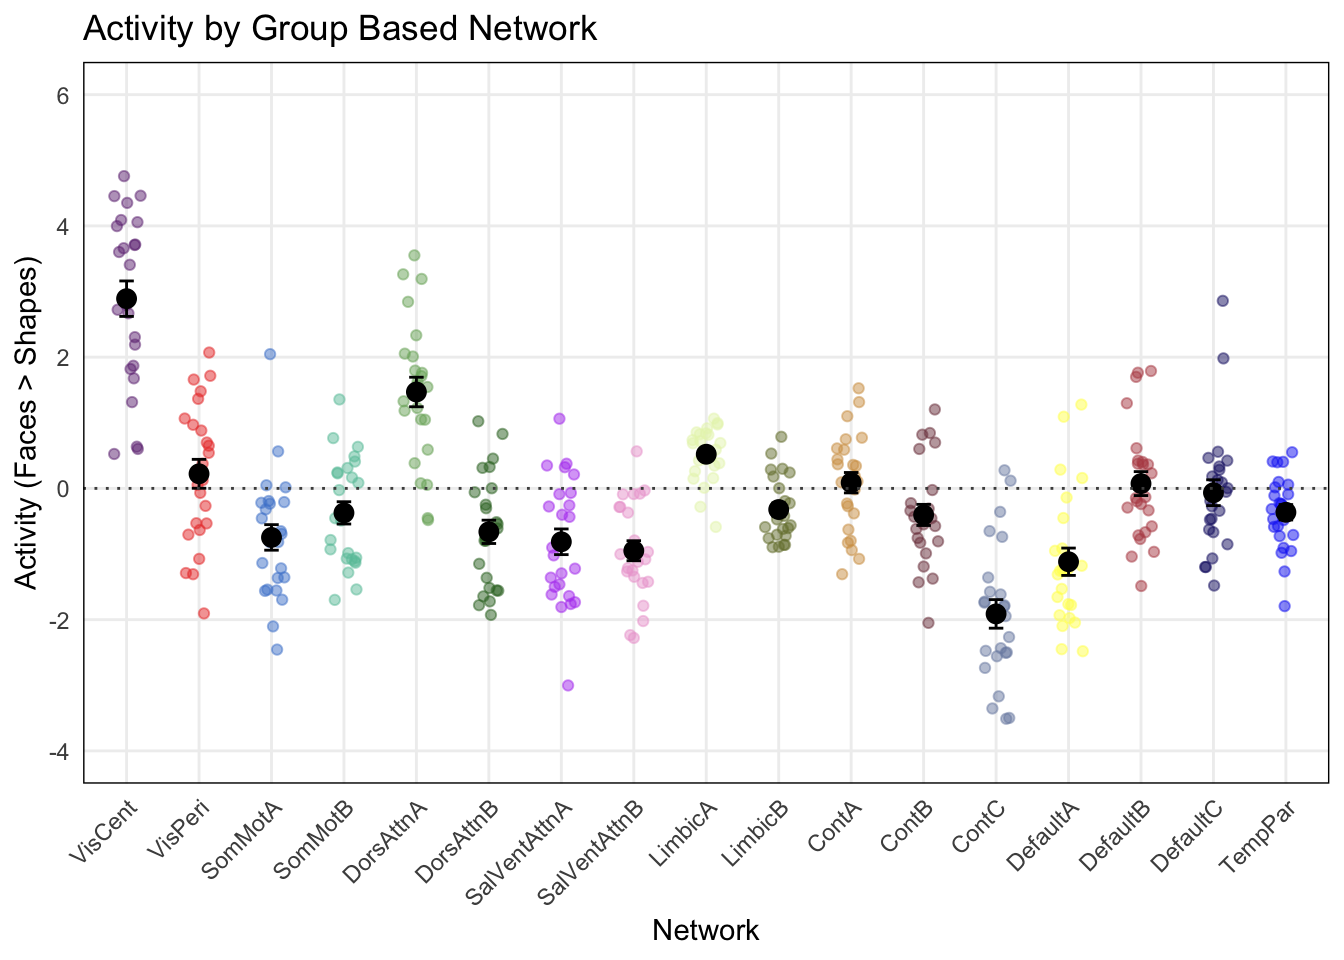 Activity by Group Based Network
Activity (Faces > Shapes)
6
4
2
0
-2
-4
VisCent
VisPeri
SomMotA
SomMotB
DorsAttnA
DorsAttnB
SalVentAttnA
SalVentAttnB
LimbicA
LimbicB
ContA
ContB
ContC
DefaultA
DefaultB
DefaultC
TempPar
Network